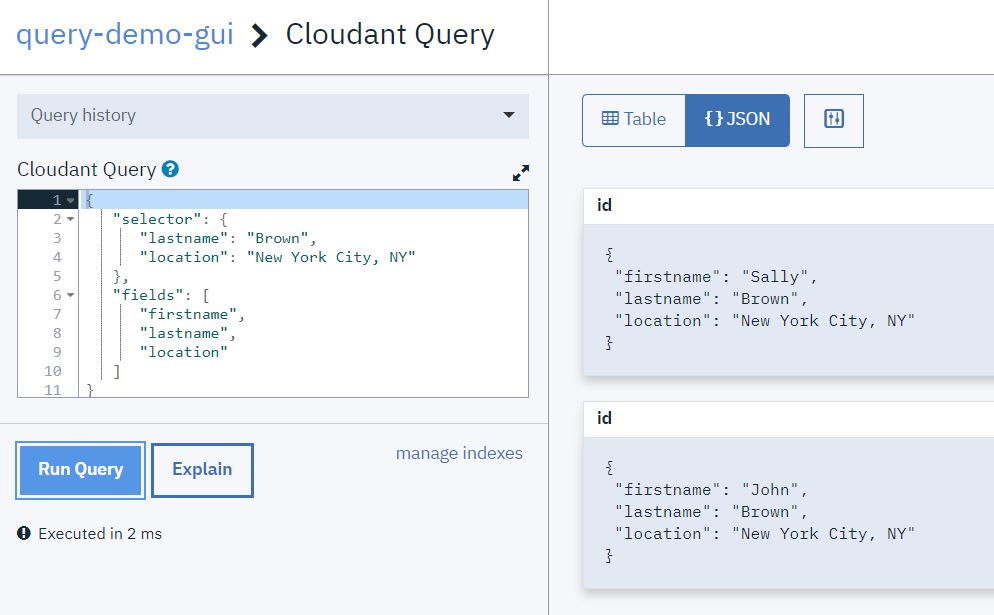 query-demo-gui > Cloudant Query
Query history
Cloudant Query ?
1 {
2 "selector": {
3 "lastname": "Brown",
4 "location": "New York City, NY"
5 },
6 "fields": [
7 "firstname",
8 "lastname",
9 "location"
10 ]
11 }
Run Query
Explain
manage indexes
Executed in 2 ms
Table
{} JSON
id
{
"firstname": "Sally",
"lastname": "Brown",
"location": "New York City, NY"
}
id
{
"firstname": "John",
"lastname": "Brown",
"location": "New York City, NY"
}